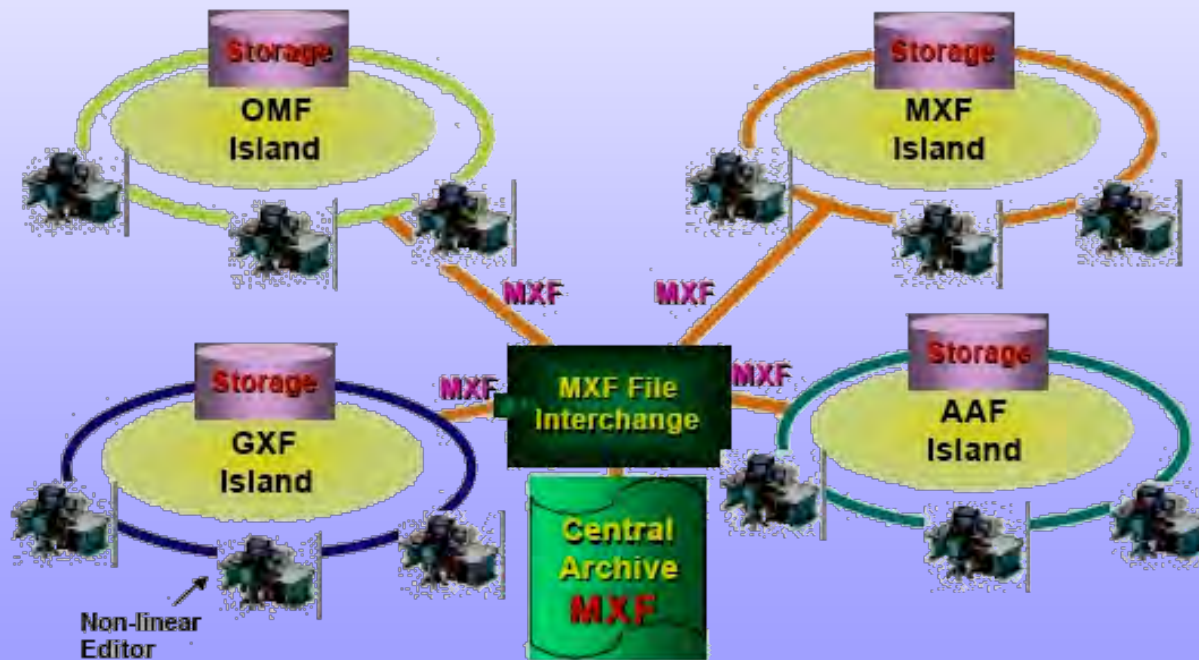 Storage
OMF
Island
Storage
MXF
Island
MXF
MXF
Storage
GXF
Island
MXF
MXF File
Interchange
MXF
Storage
AAF
Island
Central
Archive
MXF
Non-linear
Editor